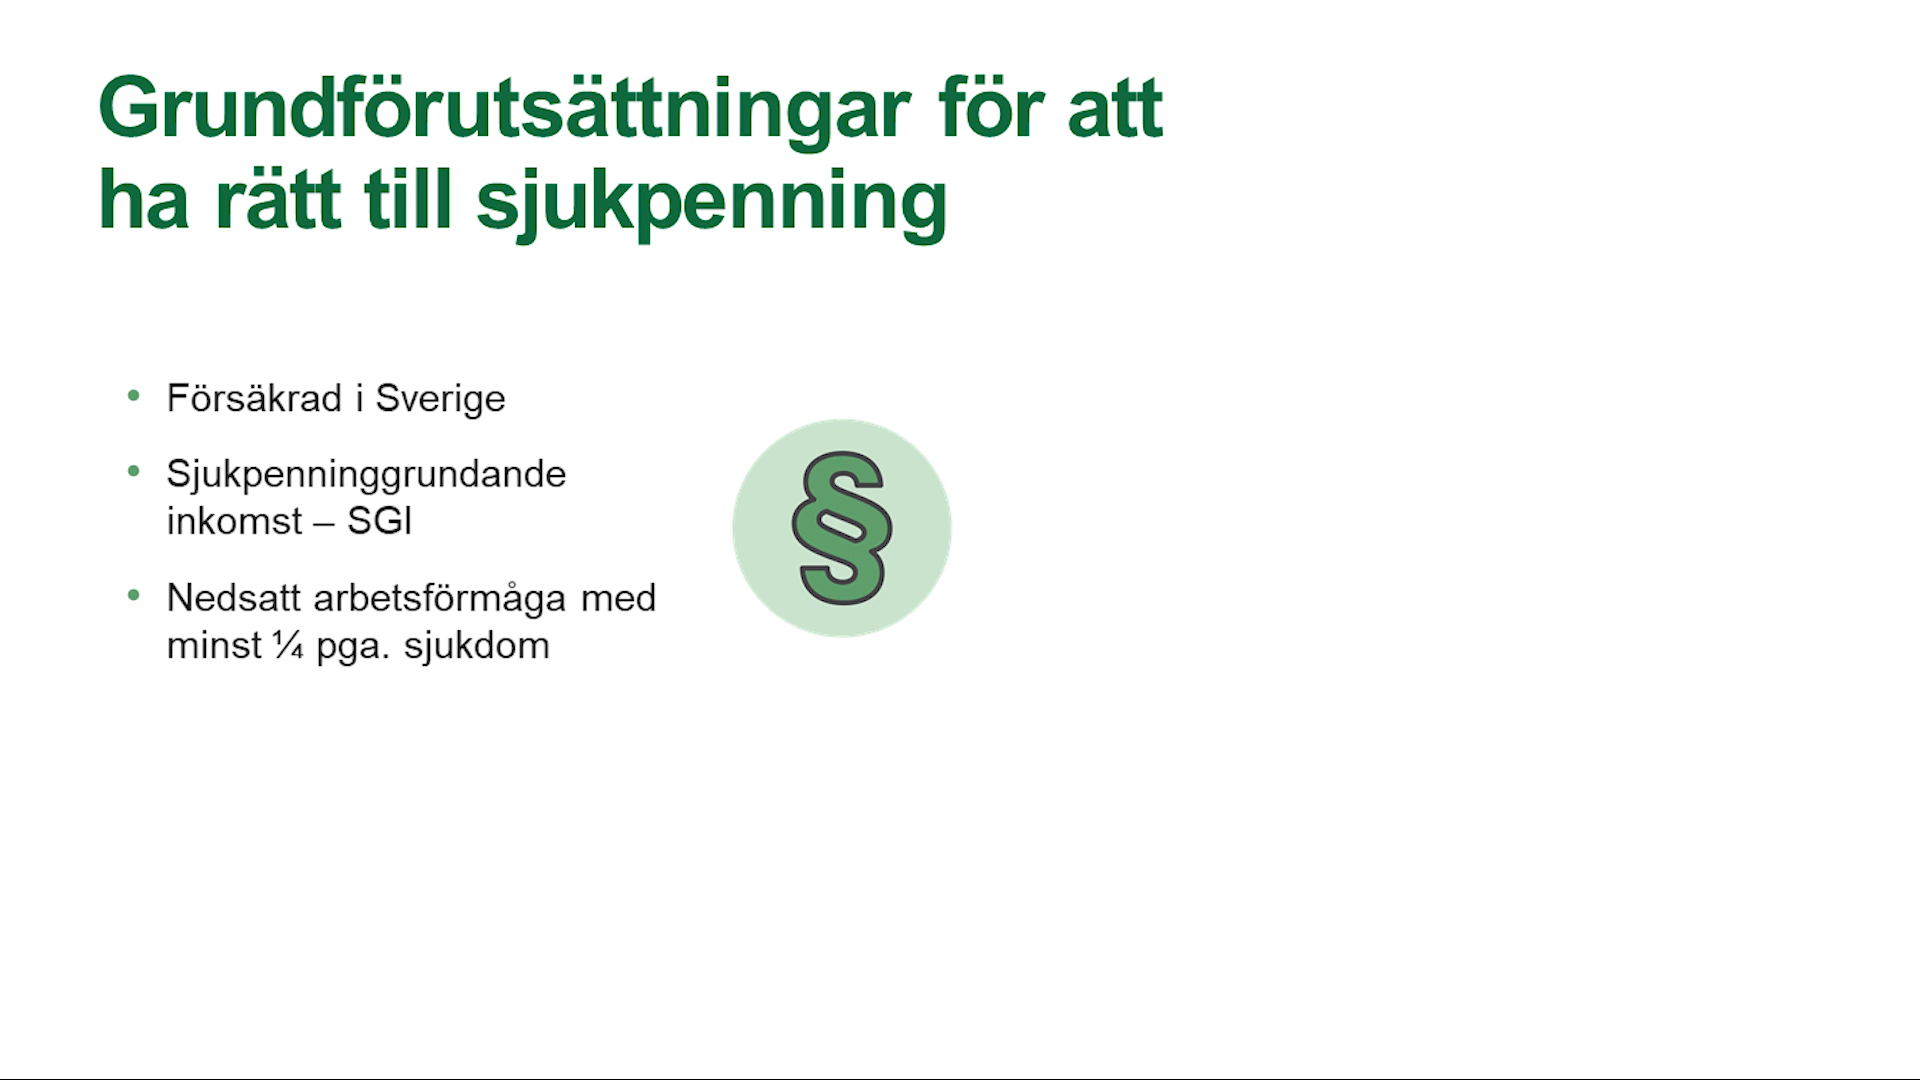 Grundförutsättningar för att
ha rätt till sjukpenning
• Försäkrad i Sverige
• Sjukpenninggrundande
inkomst – SGI
• Nedsatt arbetsförmåga med
minst ¼ pga. sjukdom
§